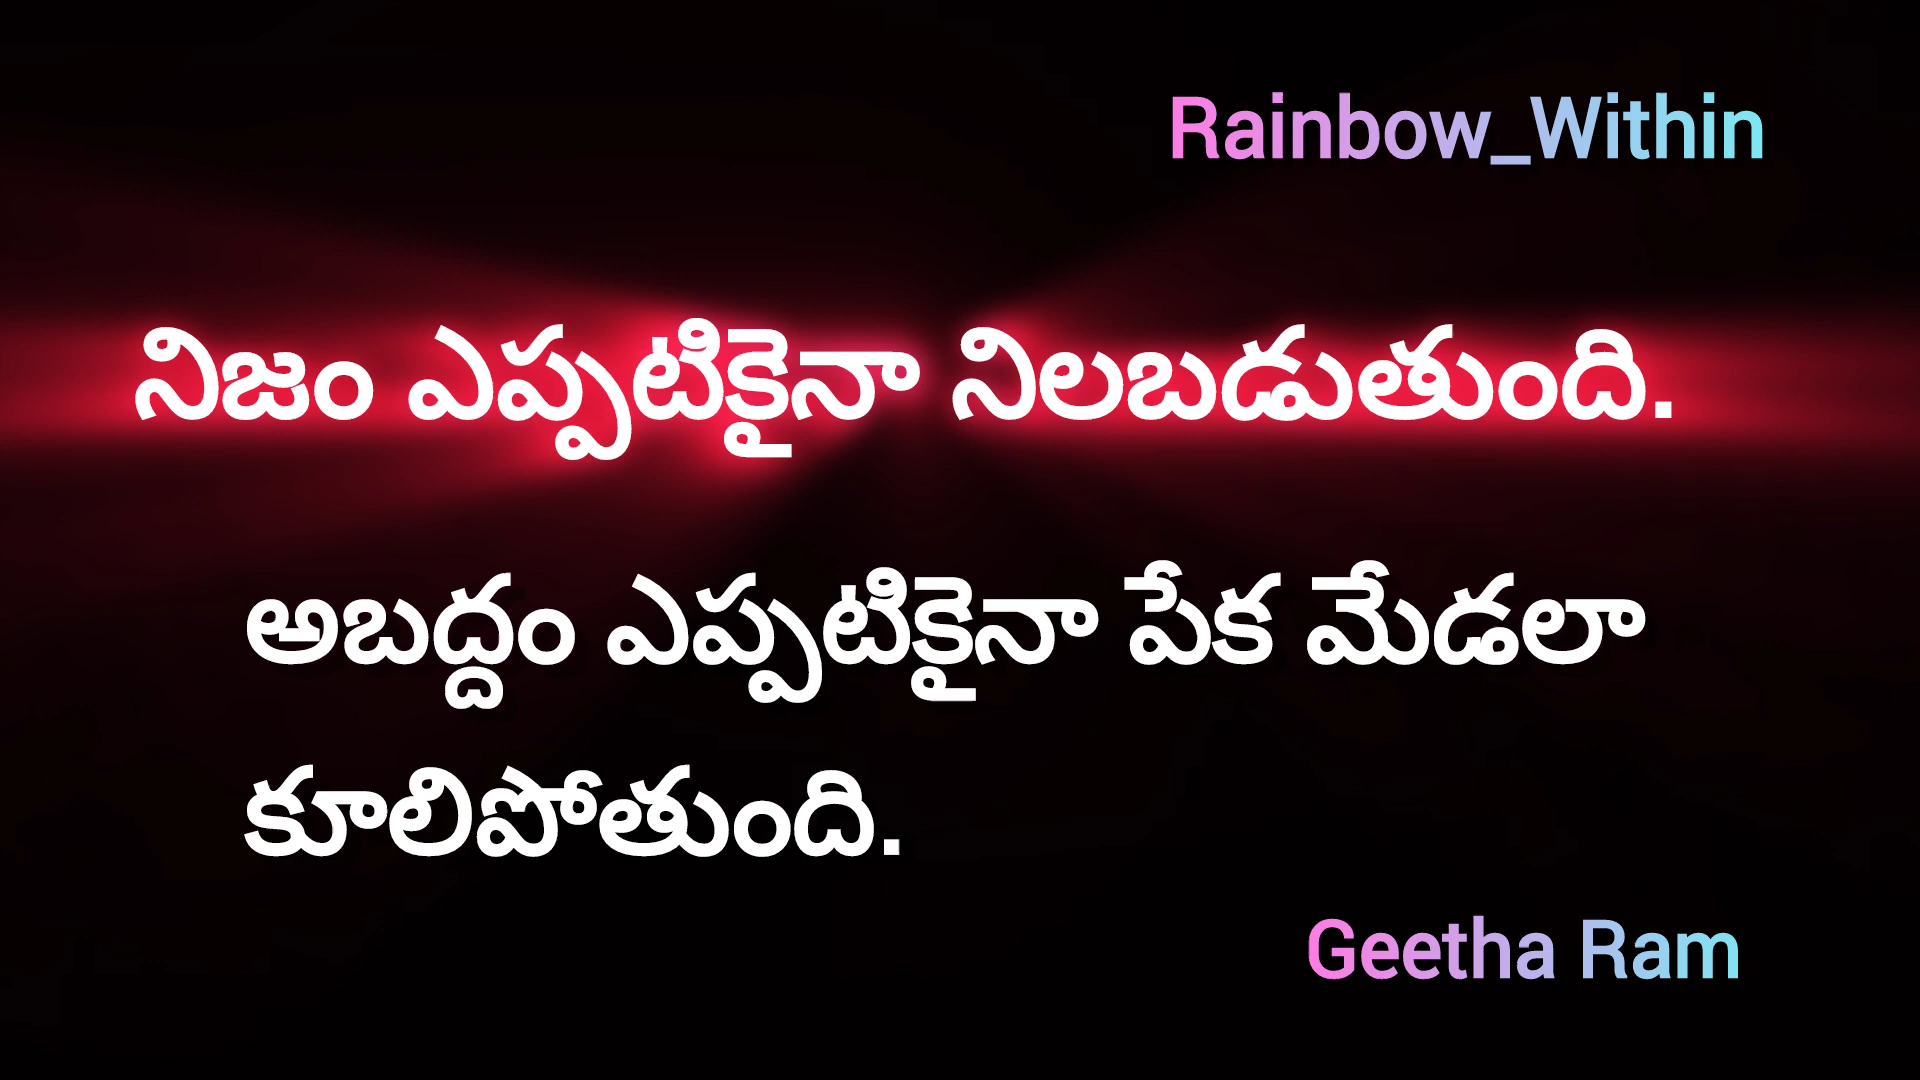 Rainbow_Within
నిజం ఎప్పటికైనా నిలబడుతుంది.
అబద్దం ఎప్పటికైనా పేక మేడలా
కూలిపోతుంది.
Geetha Ram